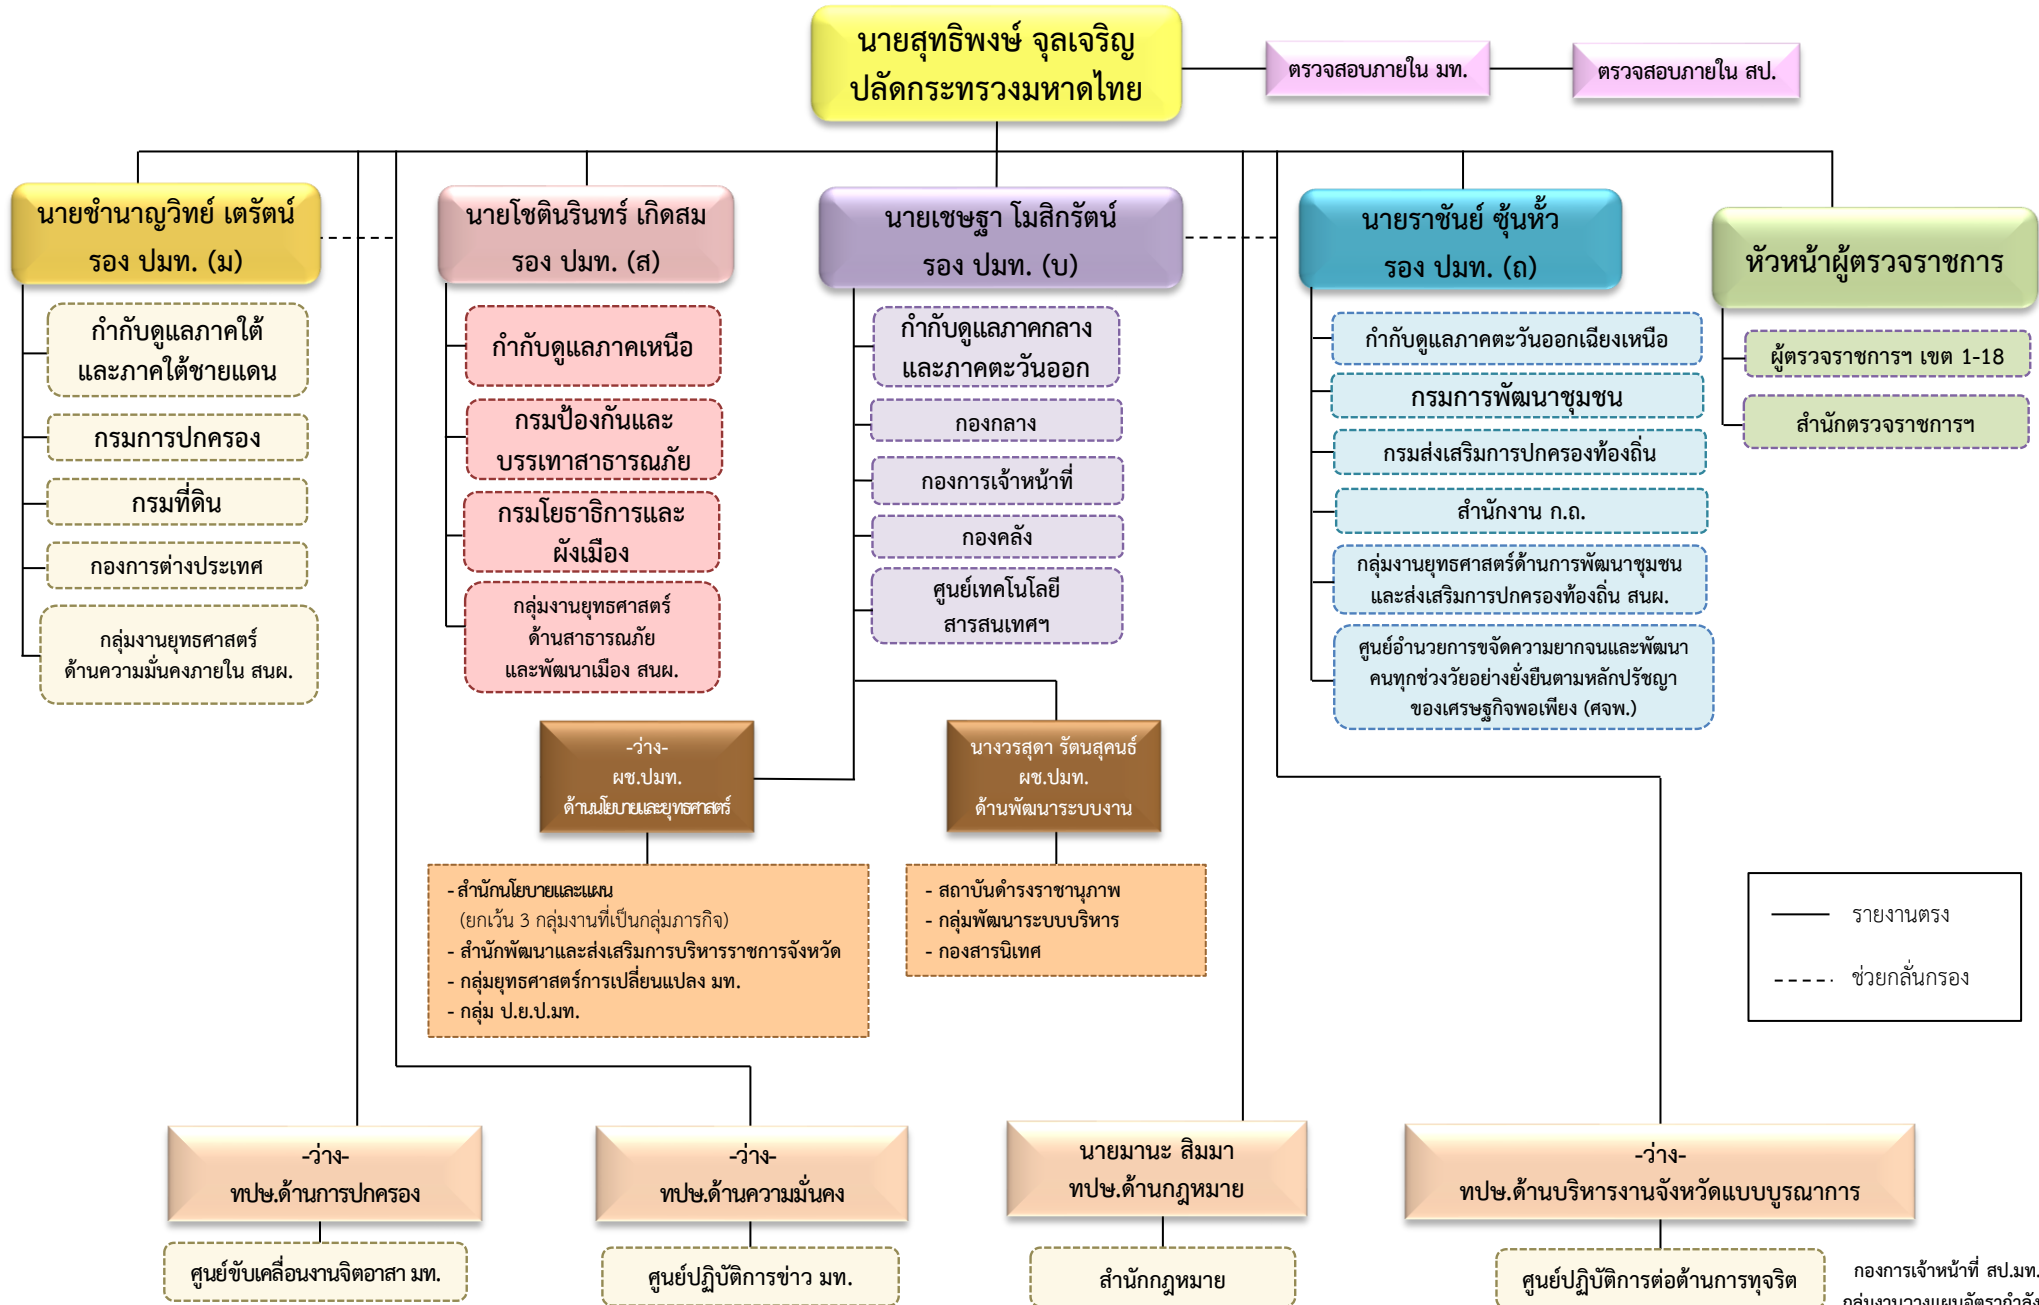 นายสุทธิพงษ์ จุลเจริญ
ปลัดกระทรวงมหาดไทย
ตรวจสอบภายใน มท.
ตรวจสอบภายใน สป.
นายชำนาญวิทย์ เตรัตน์
รอง ปมท. (ม)
กำกับดูแลภาคใต้
และภาคใต้ชายแดน
กรมการปกครอง
กรมที่ดิน
กองการต่างประเทศ
กลุ่มงานยุทธศาสตร์
ด้านความมั่นคงภายใน สนผ.
นายโชตินรินทร์ เกิดสม
รอง ปมท. (ส)
กำกับดูแลภาคเหนือ
กรมป้องกันและ
บรรเทาสาธารณภัย
กรมโยธาธิการและ
ผังเมือง
กลุ่มงานยุทธศาสตร์
ด้านสาธารณภัย
และพัฒนาเมือง สนผ.
นายเชษฐา โมสิกรัตน์
รอง ปมท. (บ)
กำกับดูแลภาคกลาง
และภาคตะวันออก
กองกลาง
กองการเจ้าหน้าที่
กองคลัง
ศูนย์เทคโนโลยี
สารสนเทศฯ
นายราชันย์ ซุ้นหั้ว
รอง ปมท. (ถ)
กำกับดูแลภาคตะวันออกเฉียงเหนือ
กรมการพัฒนาชุมชน
กรมส่งเสริมการปกครองท้องถิ่น
สำนักงาน ก.ถ.
กลุ่มงานยุทธศาสตร์ด้านการพัฒนาชุมชน
และส่งเสริมการปกครองท้องถิ่น สนผ.
ศูนย์อำนวยการขจัดความยากจนและพัฒนา
คนทุกช่วงวัยอย่างยั่งยืนตามหลักปรัชญา
ของเศรษฐกิจพอเพียง (ศจพ.)
หัวหน้าผู้ตรวจราชการ
ผู้ตรวจราชการฯ เขต 1-18
สำนักตรวจราชการฯ
-ว่าง-
ผช.ปมท.
ด้านนโยบายและยุทธศาสตร์
- สำนักนโยบายและแผน
(ยกเว้น 3 กลุ่มงานที่เป็นกลุ่มภารกิจ)
- สำนักพัฒนาและส่งเสริมการบริหารราชการจังหวัด
- กลุ่มยุทธศาสตร์การเปลี่ยนแปลง มท.
- กลุ่ม ป.ย.ป.มท.
นางวรสุดา รัตนสุคนธ์
ผช.ปมท.
ด้านพัฒนาระบบงาน
- สถาบันดำรงราชานุภาพ
- กลุ่มพัฒนาระบบบริหาร
- กองสารนิเทศ
รายงานตรง
ช่วยกลั่นกรอง
-ว่าง-
ทปษ.ด้านการปกครอง
ศูนย์ขับเคลื่อนงานจิตอาสา มท.
-ว่าง-
ทปษ.ด้านความมั่นคง
ศูนย์ปฏิบัติการข่าว มท.
นายมานะ สิมมา
ทปษ.ด้านกฎหมาย
สำนักกฎหมาย
-ว่าง-
ทปษ.ด้านบริหารงานจังหวัดแบบบูรณาการ
ศูนย์ปฏิบัติการต่อต้านการทุจริต
กองการเจ้าหน้าที่ สป.มท.
กลุ่มงานวางแผนอัตรากำลัง